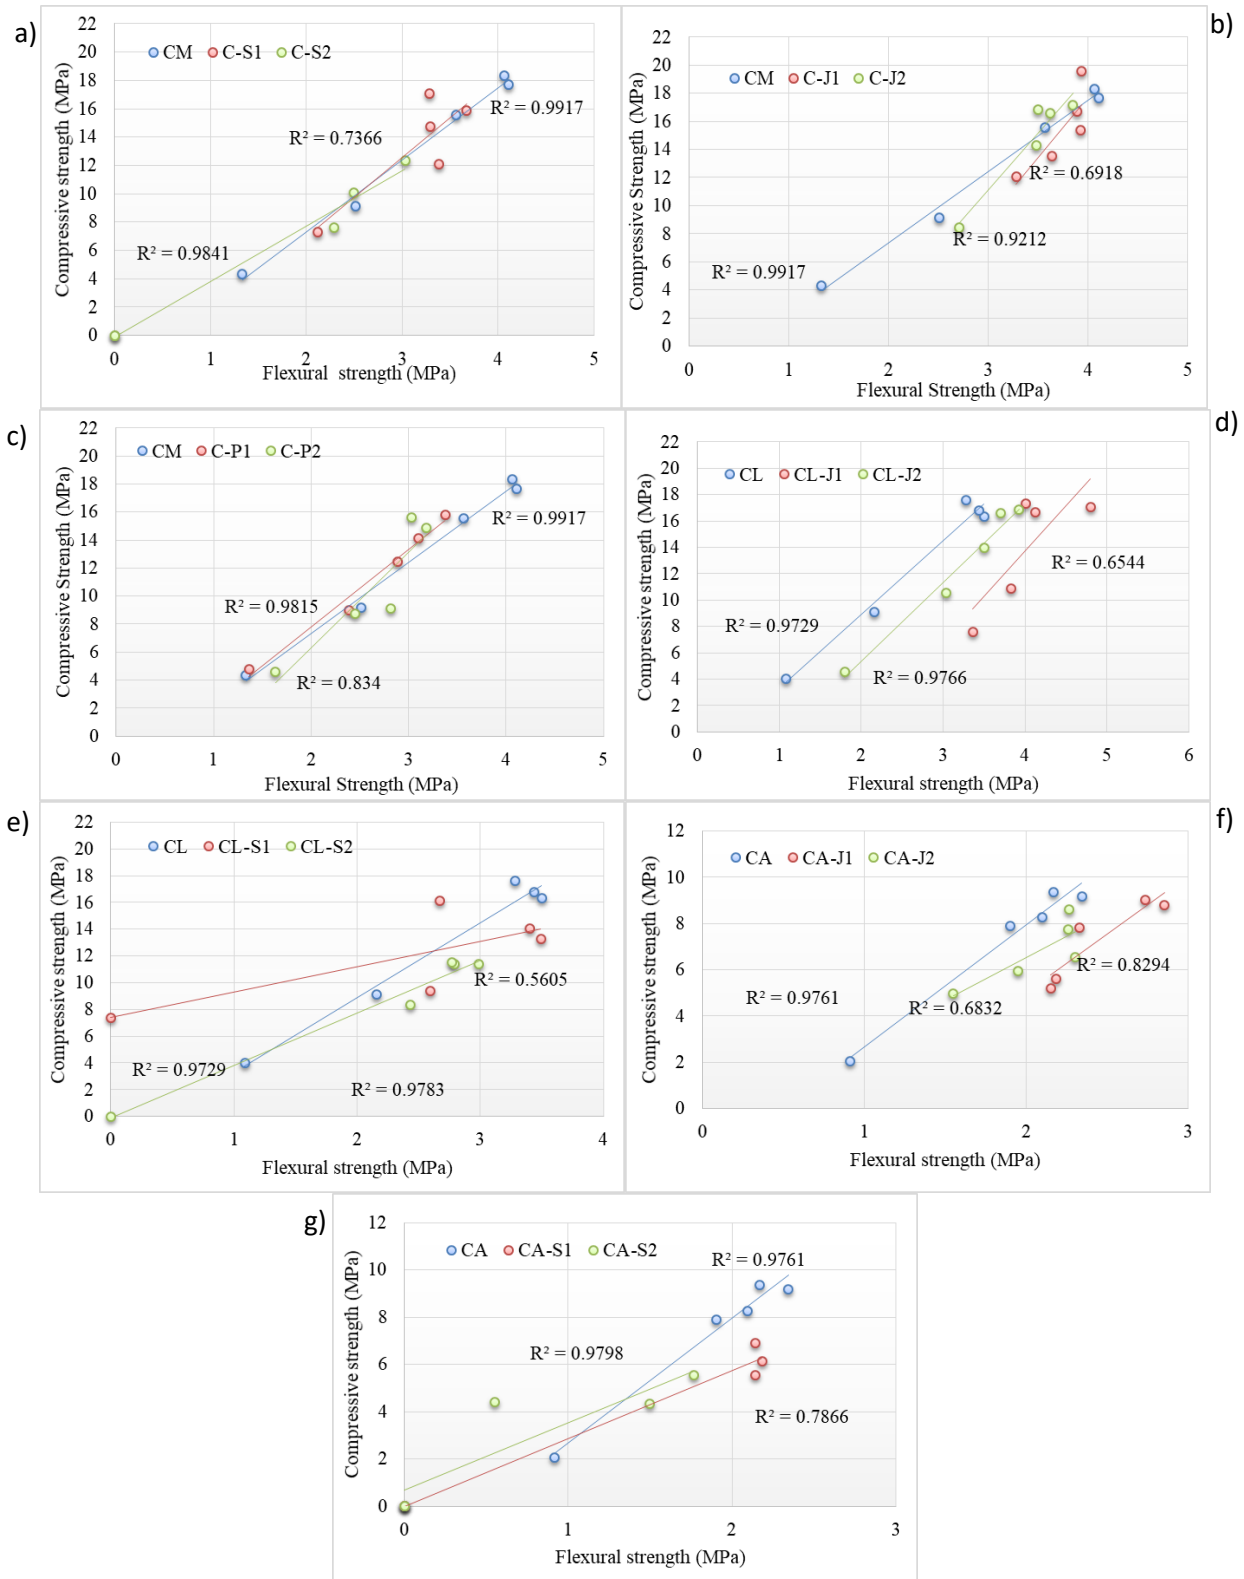 a)
Compressive strength (MPa)
22
20
18
16
14
12
10
8
6
4
2
0
CM C-S1 C-S2
R² = 0.9917
R² = 0.7366
R² = 0.9841
0 1 2 3 4 5
Flexural strength (MPa)
b)
Compressive Strength (MPa)
22
20
18
16
14
12
10
8
6
4
2
0
CM C-J1 C-J2
R² = 0.6918
R² = 0.9212
R² = 0.9917
0 1 2 3 4 5
Flexural Strength (MPa)
c)
Compressive Strength (MPa)
22
20
18
16
14
12
10
8
6
4
2
0
CM C-P1 C-P2
R² = 0.9917
R² = 0.9815
R² = 0.834
0 1 2 3 4 5
Flexural Strength (MPa)
d)
Compressive strength (MPa)
22
20
18
16
14
12
10
8
6
4
2
0
CL CL-J1 CL-J2
R² = 0.6544
R² = 0.9729
R² = 0.9766
0 1 2 3 4 5 6
Flexural strength (MPa)
e)
Compressive strength (MPa)
22
20
18
16
14
12
10
8
6
4
2
0
CL CL-S1 CL-S2
R² = 0.5605
R² = 0.9729
R² = 0.9783
0 1 2 3 4
Flexural strength (MPa)
f)
Compressive strength (MPa)
12
10
8
6
4
2
0
CA CA-J1 CA-J2
R² = 0.8294
R² = 0.9761
R² = 0.6832
0 1 2 3
Flexural strength (MPa)
g)
Compressive strength (MPa)
12
10
8
6
4
2
0
CA CA-S1 CA-S2
R² = 0.9761
R² = 0.9798
R² = 0.7866
0 1 2 3
Flexural strength (MPa)